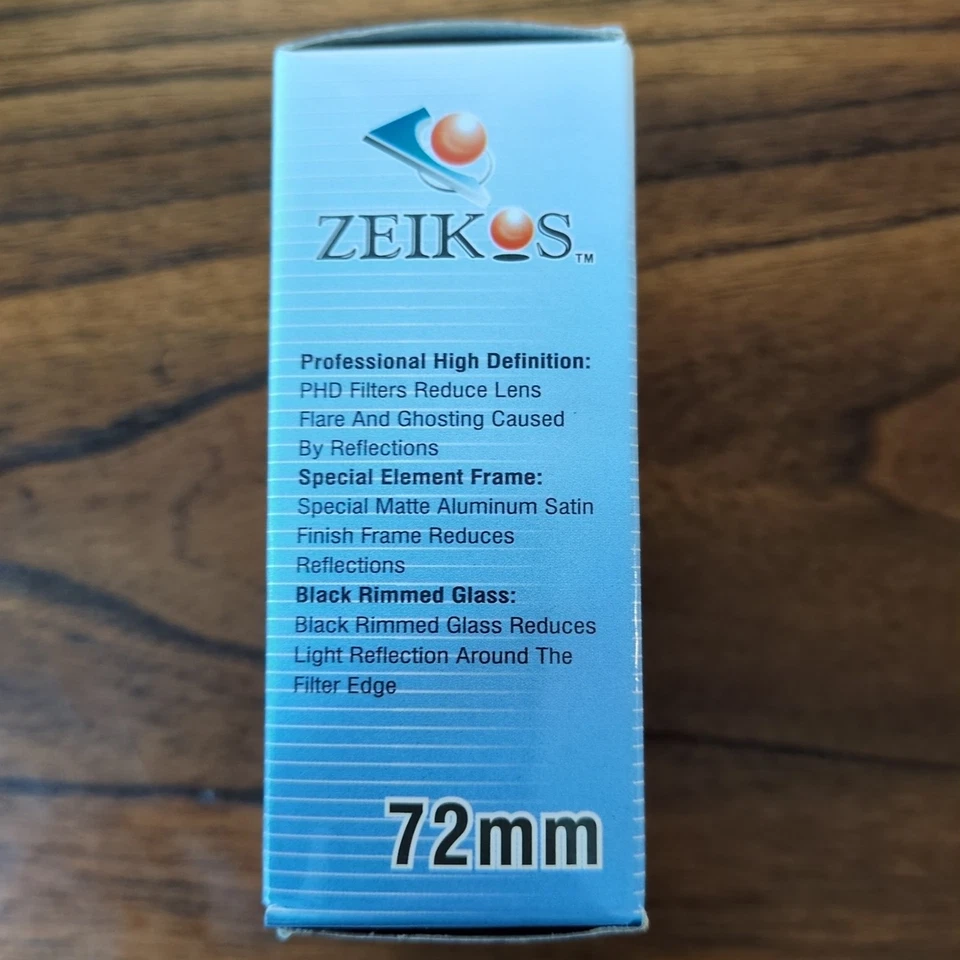 ZEIKOS TM
Professional High Definition:
PHD Filters Reduce Lens
Flare And Ghosting Caused
By Reflections
Special Element Frame:
Special Matte Aluminum Satin
Finish Frame Reduces
Reflections
Black Rimmed Glass:
Black Rimmed Glass Reduces
Light Reflection Around The
Filter Edge
72mm